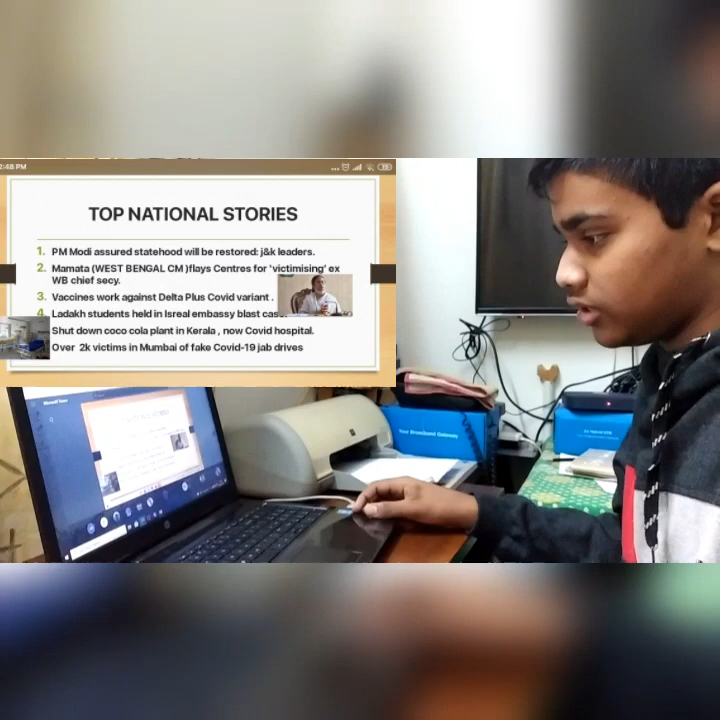 2:48 PM
TOP NATIONAL STORIES
1. PM Modi assured statehood will be restored: j&k leaders.
2. Mamata (WEST BENGAL CM )flays Centres for 'victimising' ex
WB chief secy.
3. Vaccines work against Delta Plus Covid variant .
4. Ladakh students held in Isreal embassy blast
Shut down coco cola plant in Kerala , now Covid hospital.
Over 2k victims in Mumbai of fake Covid-19 jab drives
Your Broadband Gateway